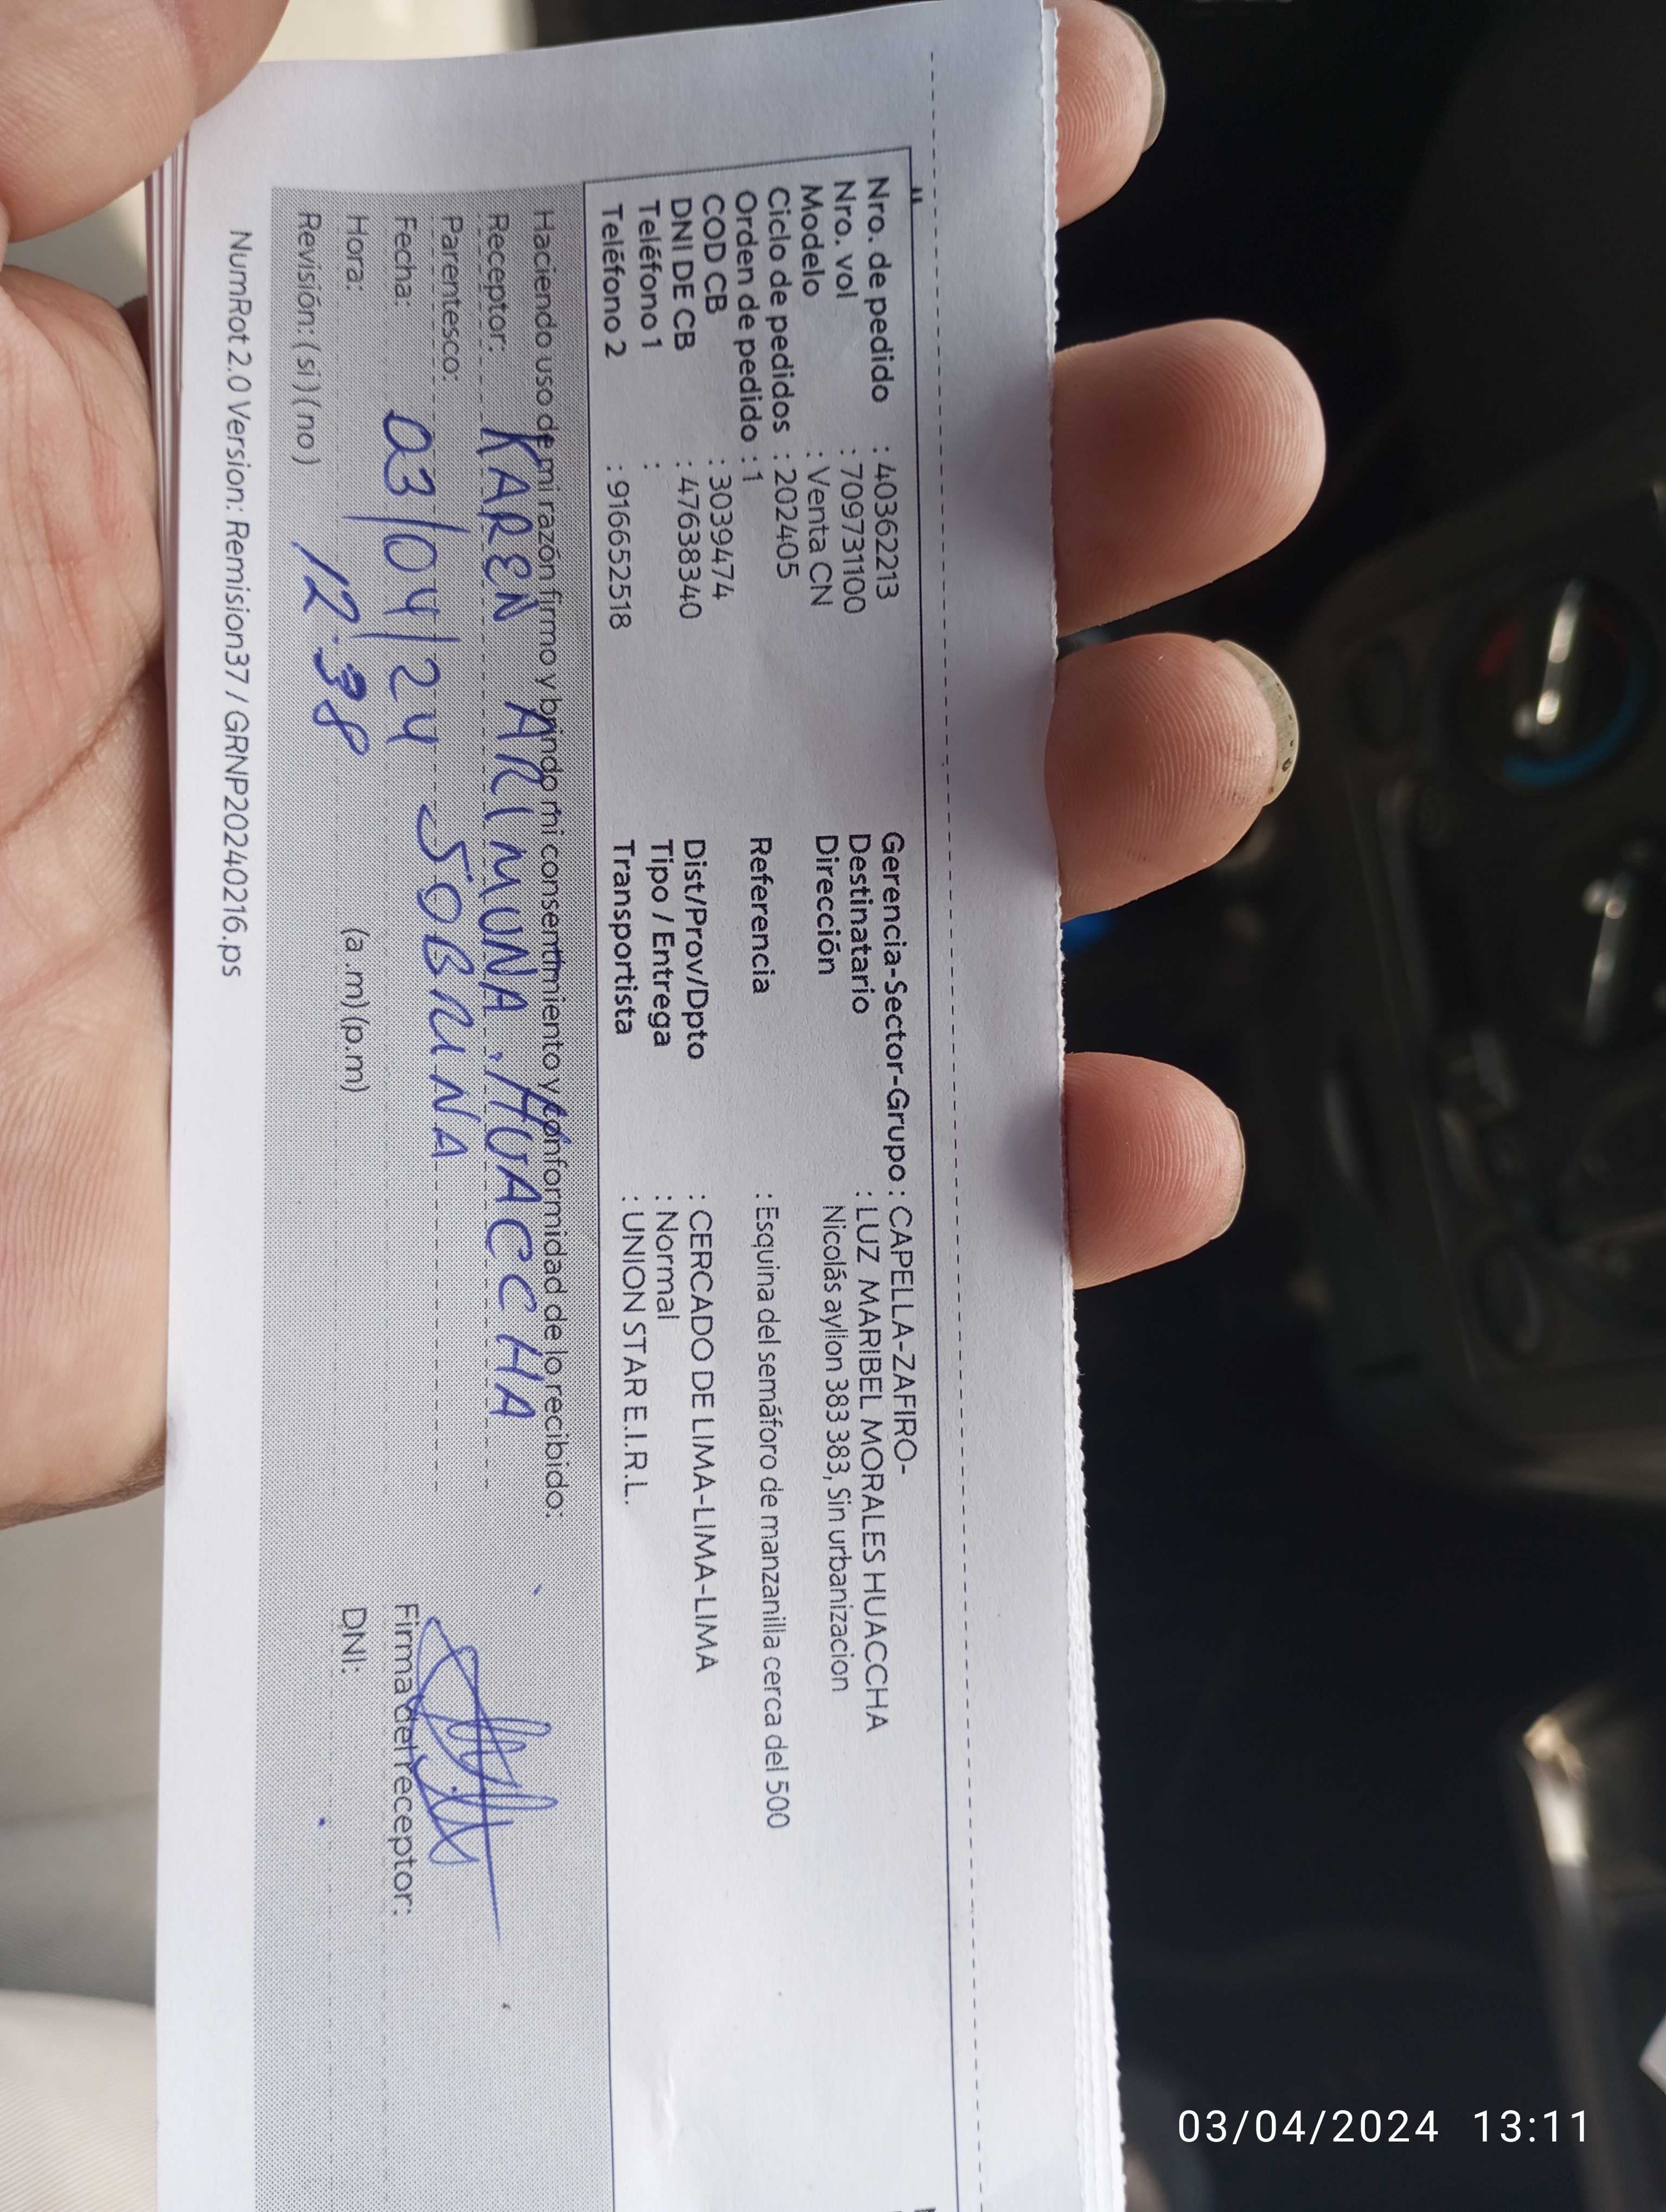 Nro. de pedido : 40362213
Nro. vol : 709731100
Modelo : Venta CN
Ciclo de pedidos : 202405
Orden de pedido : 1
COD CB : 3039474
DNI DE CB : 47638340
Teléfono 1 :
Teléfono 2 : 916652518
Gerencia-Sector-Grupo : CAPELLA-ZAFIRO-
Destinatario : LUZ MARIBEL MORALES HUACCHA
Dirección Nicolás ayllon 383 383, Sin urbanizacion
Referencia : Esquina del semáforo de manzanilla cerca del 500
Dist/Prov/Dpto : CERCADO DE LIMA-LIMA-LIMA
Tipo / Entrega : Normal
Transportista : UNION STAR E.I.R.L.
Haciendo uso de mi razón firmo y brindo mi consentimiento y conformidad de lo recibido:
Receptor: KAREN ARIMUNA HUACCHA
Parentesco: SOBRINA
Fecha: 03/04/24
Firma del receptor:
Hora: 12:38 (a.m)(p.m)
DNI:
Revisión: (si) (no)
NumRot 2.0 Version: Remision37 / GRNP20240216.ps
03/04/2024 13:11